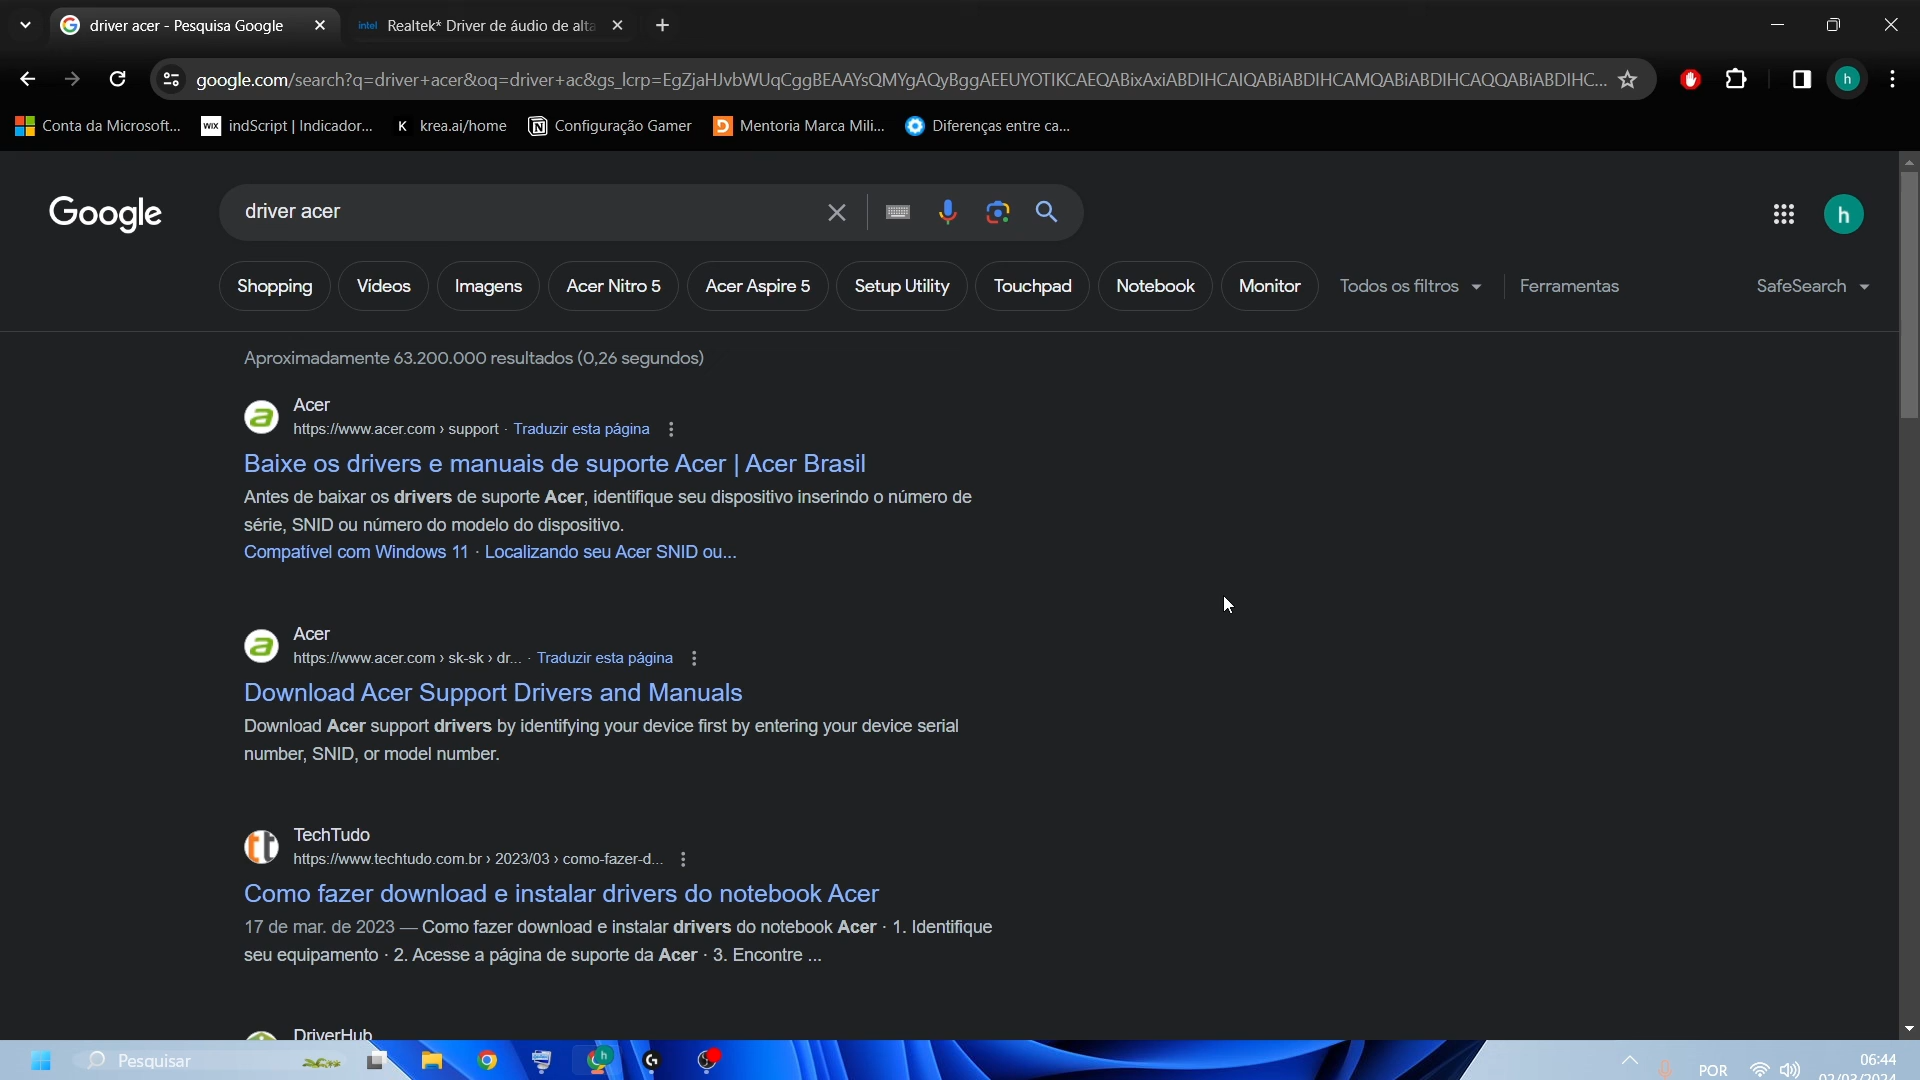 driver acer - Pesquisa Google
intel Realtek* Driver de áudio de alta
google.com/search?q=driver+acer&oq=driver+ac&gs_lcrp=EgZjaHJvbWUqCggBEAAYsQMYgAQyBggAEEUYOTIKCAEQABixAxiABDIHCAIQABiABDIHCAMQABiABDIHCAQQABiABDIHC...
h
Conta da Microsoft...
WIX indScript | Indicador...
K krea.ai/home
Configuração Gamer
Mentoria Marca Mili...
Diferenças entre ca...
Google
driver acer
h
Shopping
Vídeos
Imagens
Acer Nitro 5
Acer Aspire 5
Setup Utility
Touchpad
Notebook
Monitor
Todos os filtros
Ferramentas
SafeSearch
Aproximadamente 63.200.000 resultados (0,26 segundos)
Acer
https://www.acer.com › support · Traduzir esta página
Baixe os drivers e manuais de suporte Acer | Acer Brasil
Antes de baixar os drivers de suporte Acer, identifique seu dispositivo inserindo o número de
série, SNID ou número do modelo do dispositivo.
Compatível com Windows 11 · Localizando seu Acer SNID ou...
Acer
https://www.acer.com › sk-sk › dr... · Traduzir esta página
Download Acer Support Drivers and Manuals
Download Acer support drivers by identifying your device first by entering your device serial
number, SNID, or model number.
TechTudo
https://www.techtudo.com.br › 2023/03 › como-fazer-d...
Como fazer download e instalar drivers do notebook Acer
17 de mar. de 2023 — Como fazer download e instalar drivers do notebook Acer · 1. Identifique
seu equipamento · 2. Acesse a página de suporte da Acer · 3. Encontre ...
DriverHub
Pesquisar
h
POR
06:44
02/03/2024